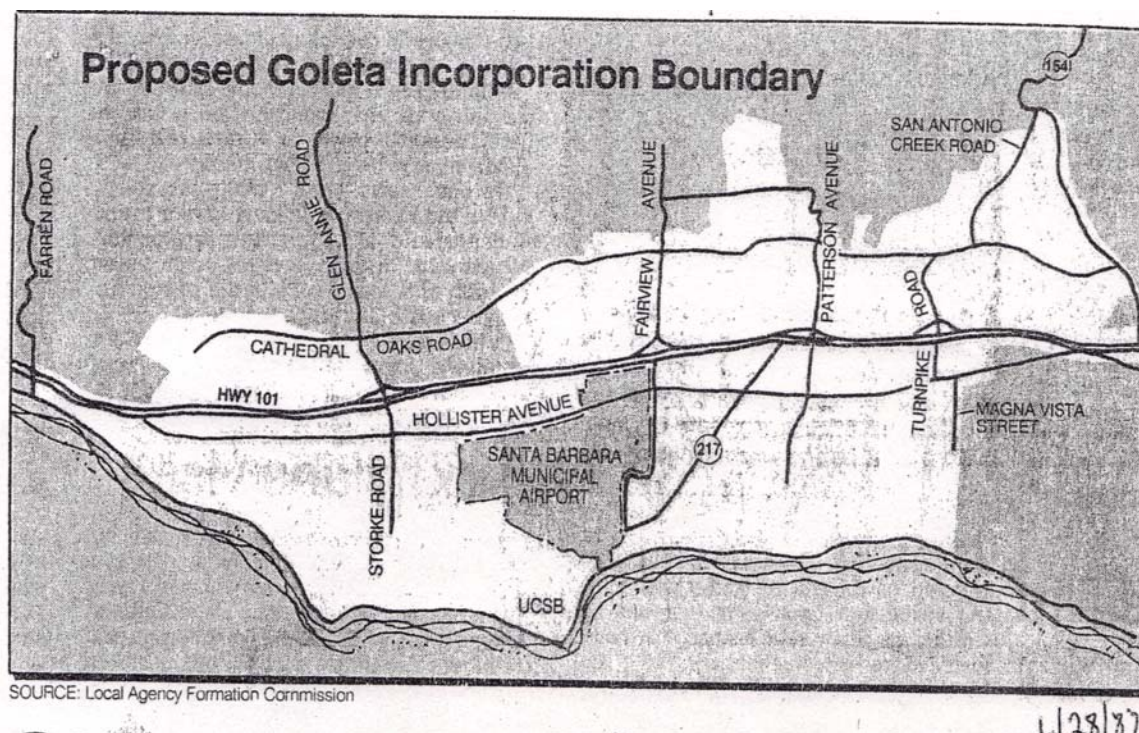 Proposed Goleta Incorporation Boundary
154
SAN ANTONIO
CREEK ROAD
FARREN ROAD
GLEN ANNIE ROAD
FAIRVIEW AVENUE
PATTERSON AVENUE
CATHEDRAL OAKS ROAD
TURNPIKE ROAD
HWY 101
HOLLISTER AVENUE
MAGNA VISTA
STREET
SANTA BARBARA
MUNICIPAL
AIRPORT
217
STORKE ROAD
UCSB
SOURCE: Local Agency Formation Commission